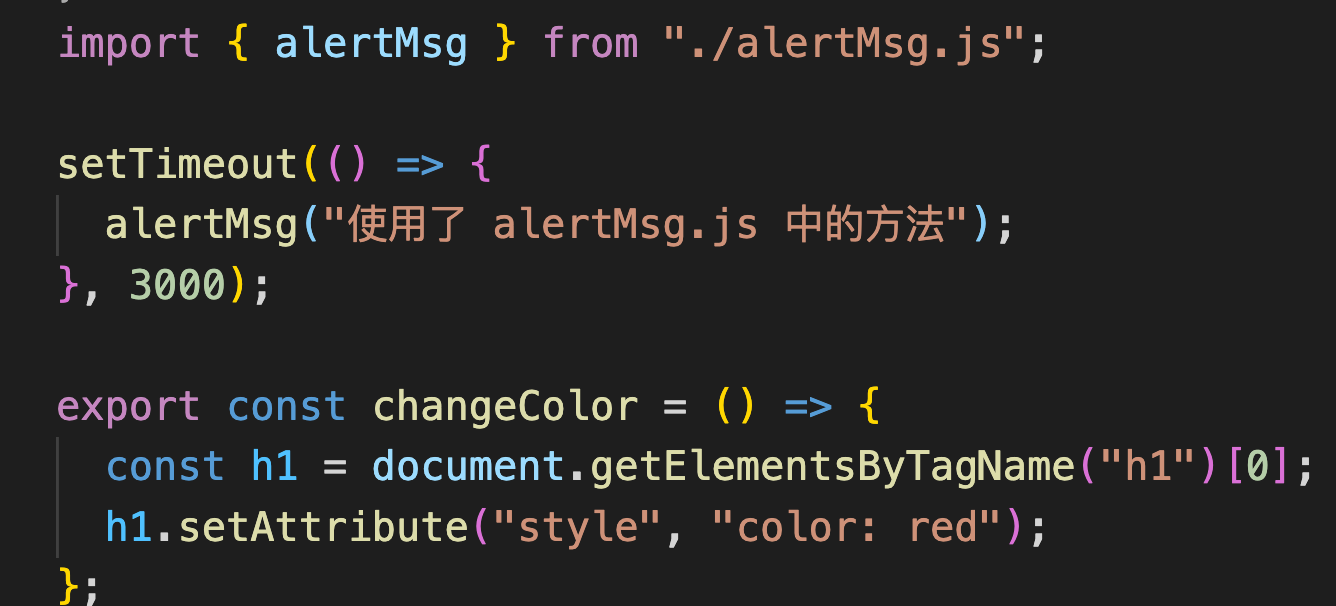 import { alertMsg } from "./alertMsg.js";
setTimeout(() => {
  alertMsg("使用了 alertMsg.js 中的方法");
}, 3000);
export const changeColor = () => {
  const h1 = document.getElementsByTagName("h1")[0];
  h1.setAttribute("style", "color: red");
};